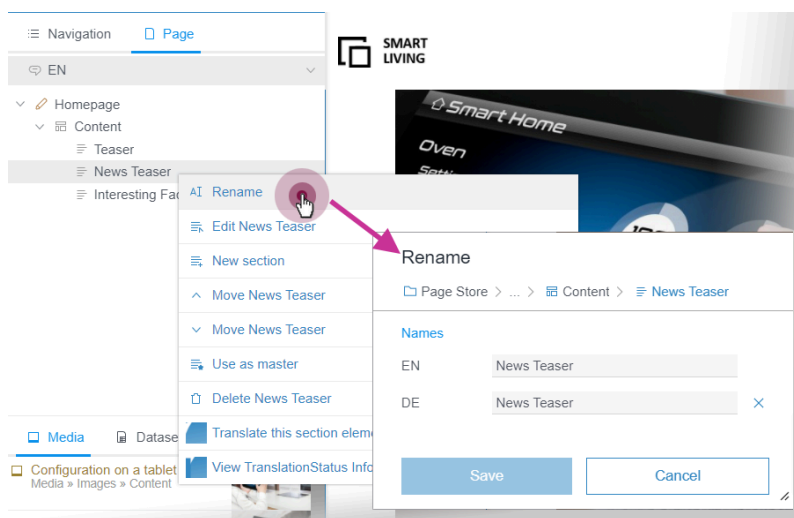 Navigation Page
EN
Homepage
Content
Teaser
News Teaser
Interesting Fac
Media Datase
Configuration on a tablet
Media » Images » Content
SMART
LIVING
Smart Home
Oven
AI Rename
Edit News Teaser
New section
Move News Teaser
Move News Teaser
Use as master
Delete News Teaser
Translate this section eleme
View TranslationStatus Info
Rename
Page Store > ... > Content > News Teaser
Names
EN News Teaser
DE News Teaser
Save Cancel